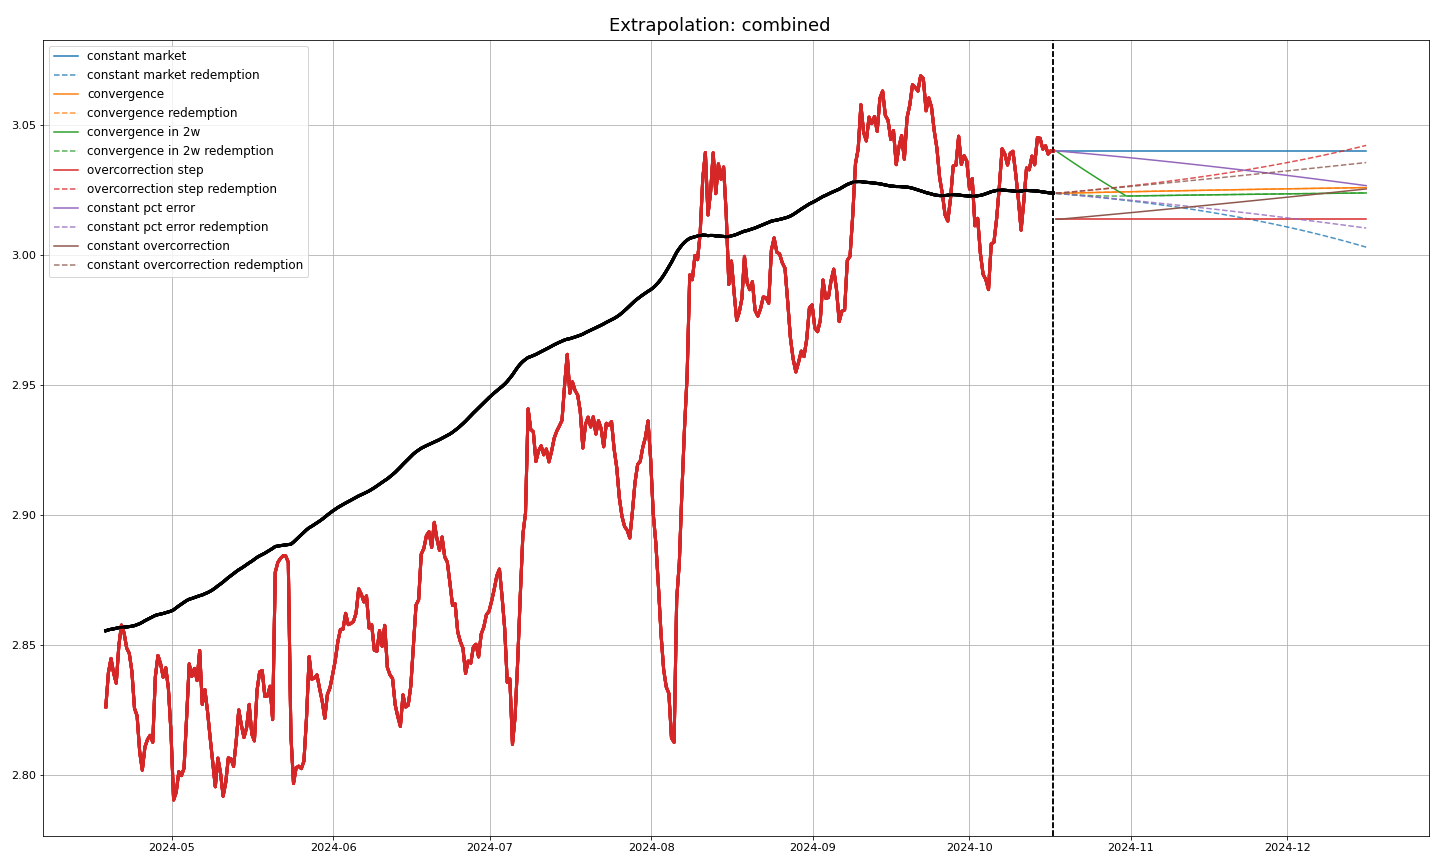 Extrapolation: combined
constant market
constant market redemption
convergence
convergence redemption
convergence in 2w
convergence in 2w redemption
overcorrection step
overcorrection step redemption
constant pct error
constant pct error redemption
constant overcorrection
constant overcorrection redemption
3.05
3.00
2.95
2.90
2.85
2.80
2024-05
2024-06
2024-07
2024-08
2024-09
2024-10
2024-11
2024-12